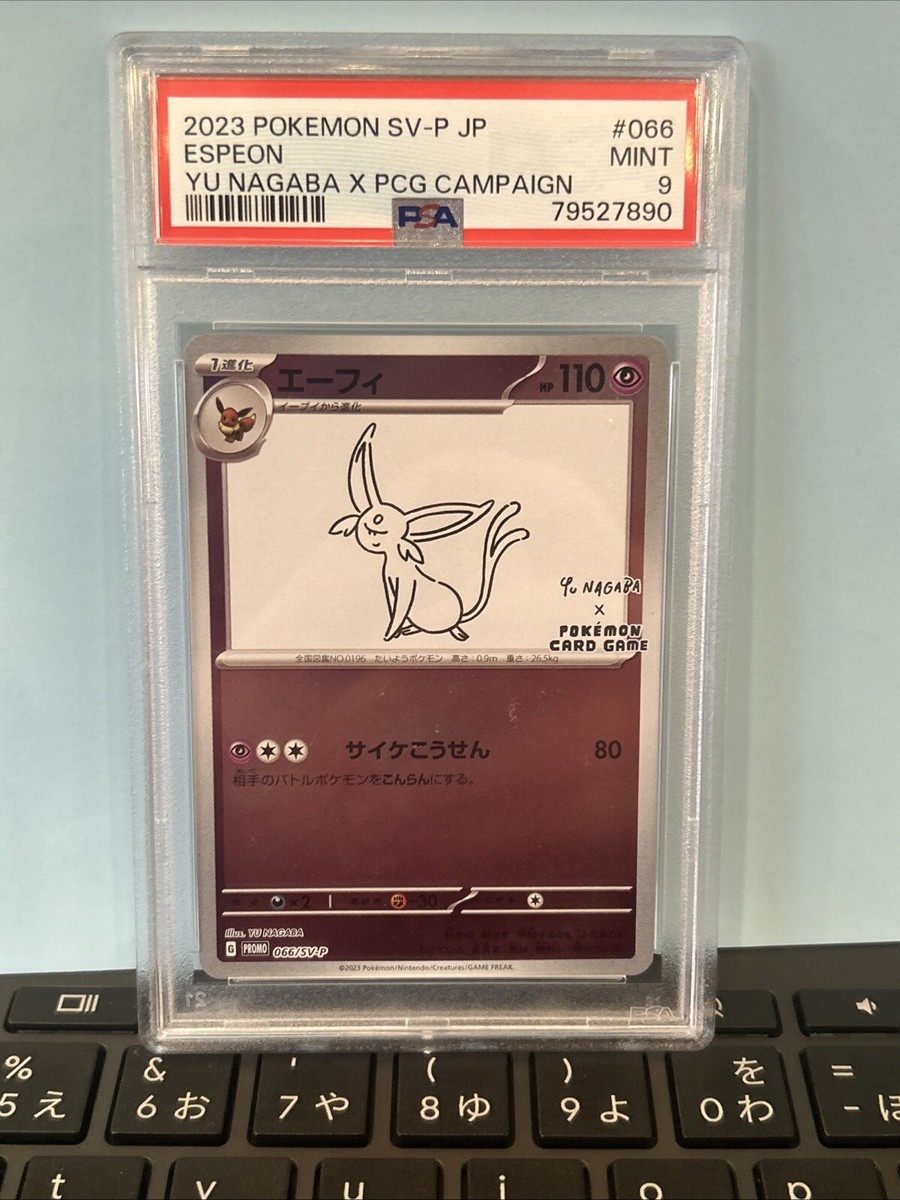 2023 POKEMON SV-P JP #066
ESPEON MINT
YU NAGABA X PCG CAMPAIGN 9
PSA 79527890
1進化
エーフィ HP 110
イーブイから進化
Yu NAGABA
×
POKÉMON
CARD GAME
全国図鑑NO.0196 たいようポケモン 高さ:0.9m 重さ:26.5kg
サイケこうせん 80
相手のバトルポケモンをこんらんにする。
×2 -30
Illus. YU NAGABA
G PROMO 066/SV-P
©2023 Pokémon/Nintendo/Creatures/GAME FREAK.
PSA
% & ' ( ) を =
5 え 6 お 7 や 8 ゆ 9 よ 0 わ - ほ
t y u i o p